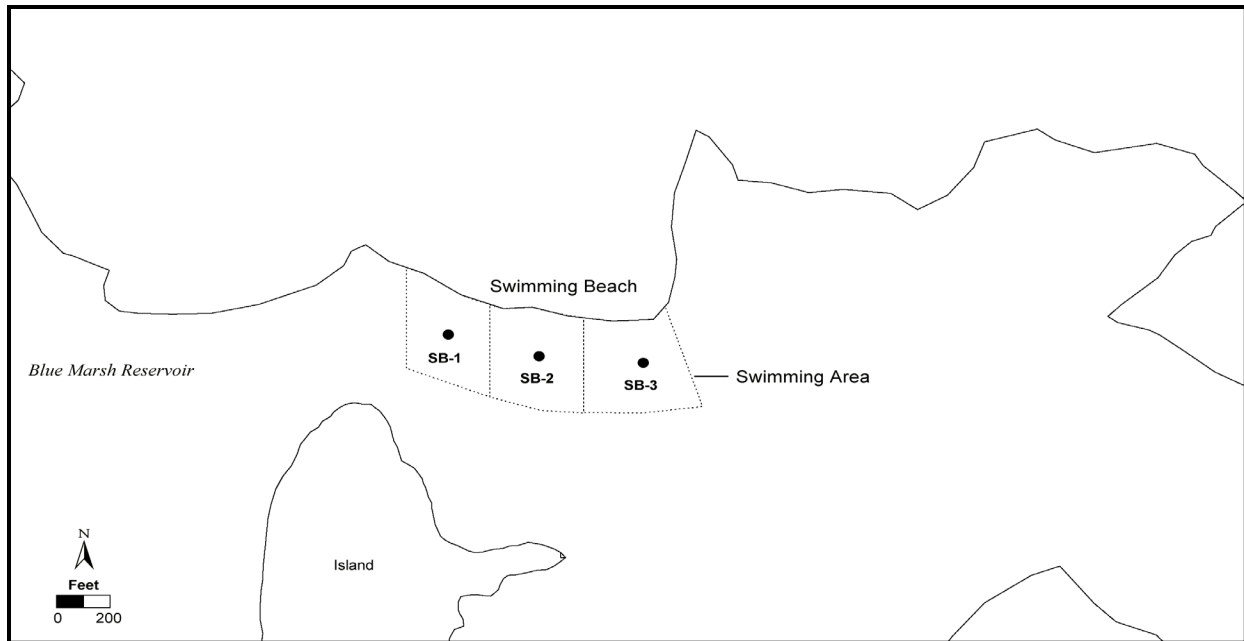 Swimming Beach
SB-1
SB-2
SB-3
Blue Marsh Reservoir
Swimming Area
Island
N
Feet
0 200